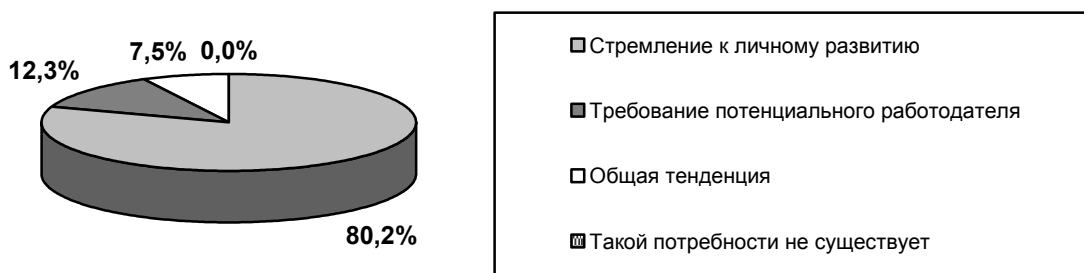 7,5% 0,0%
12,3%
80,2%
Стремление к личному развитию
Требование потенциального работодателя
Общая тенденция
Такой потребности не существует